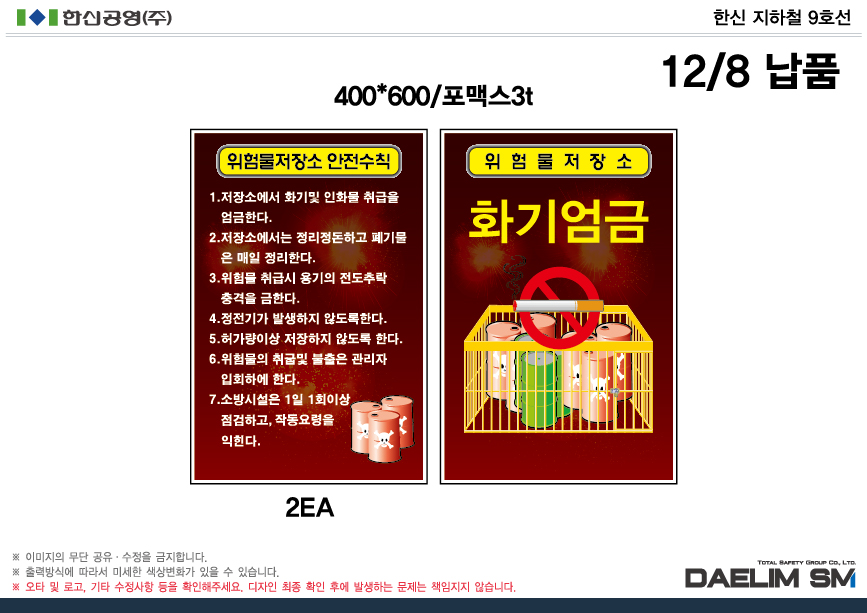 한신공영(주)
한신 지하철 9호선
12/8 납품
400*600/포맥스3t
위험물저장소 안전수칙
1.저장소에서 화기및 인화물 취급을
엄금한다.
2.저장소에서는 정리정돈하고 폐기물
은 매일 정리한다.
3.위험물 취급시 용기의 전도추락
충격을 금한다.
4.정전기가 발생하지 않도록한다.
5.허가량이상 저장하지 않도록 한다.
6.위험물의 취급및 불출은 관리자
입회하에 한다.
7.소방시설은 1일 1회이상
점검하고, 작동요령을
익힌다.
위 험 물 저 장 소
화기엄금
2EA
※ 이미지의 무단 공유 · 수정을 금지합니다.
※ 출력방식에 따라서 미세한 색상변화가 있을 수 있습니다.
※ 오타 및 로고, 기타 수정사항 등을 확인해주세요. 디자인 최종 확인 후에 발생하는 문제는 책임지지 않습니다.
TOTAL SAFETY GROUP CO., LTD.
DAELIM SM